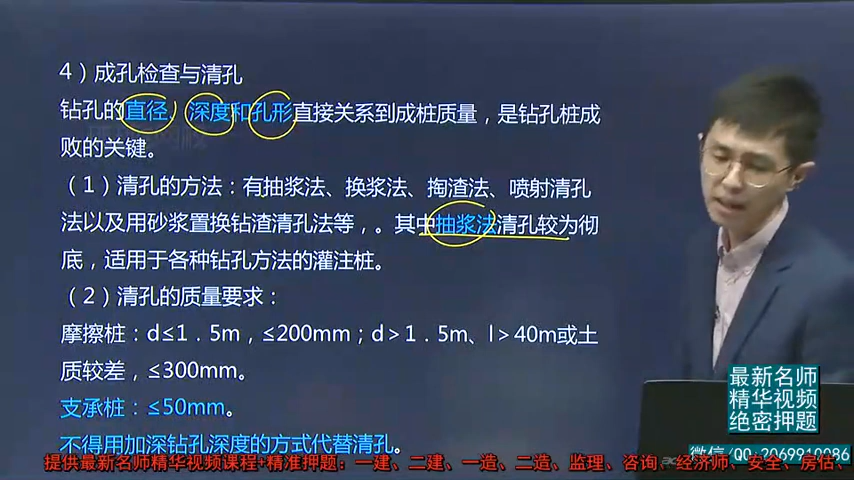 4）成孔检查与清孔
钻孔的直径、深度和孔形直接关系到成桩质量，是钻孔桩成
败的关键。
（1）清孔的方法：有抽浆法、换浆法、掏渣法、喷射清孔
法以及用砂浆置换钻渣清孔法等，。其中抽浆法清孔较为彻
底，适用于各种钻孔方法的灌注桩。
（2）清孔的质量要求：
摩擦桩：d≤1．5m，≤200mm；d＞1．5m、l＞40m或土
质较差，≤300mm。
支承桩：≤50mm。
不得用加深钻孔深度的方式代替清孔。
最新名师
精华视频
绝密押题
微信/QQ:2069910086
提供最新名师精华视频课程+精准押题：一建、二建、一造、二造、监理、咨询、经济师、安全、房估、